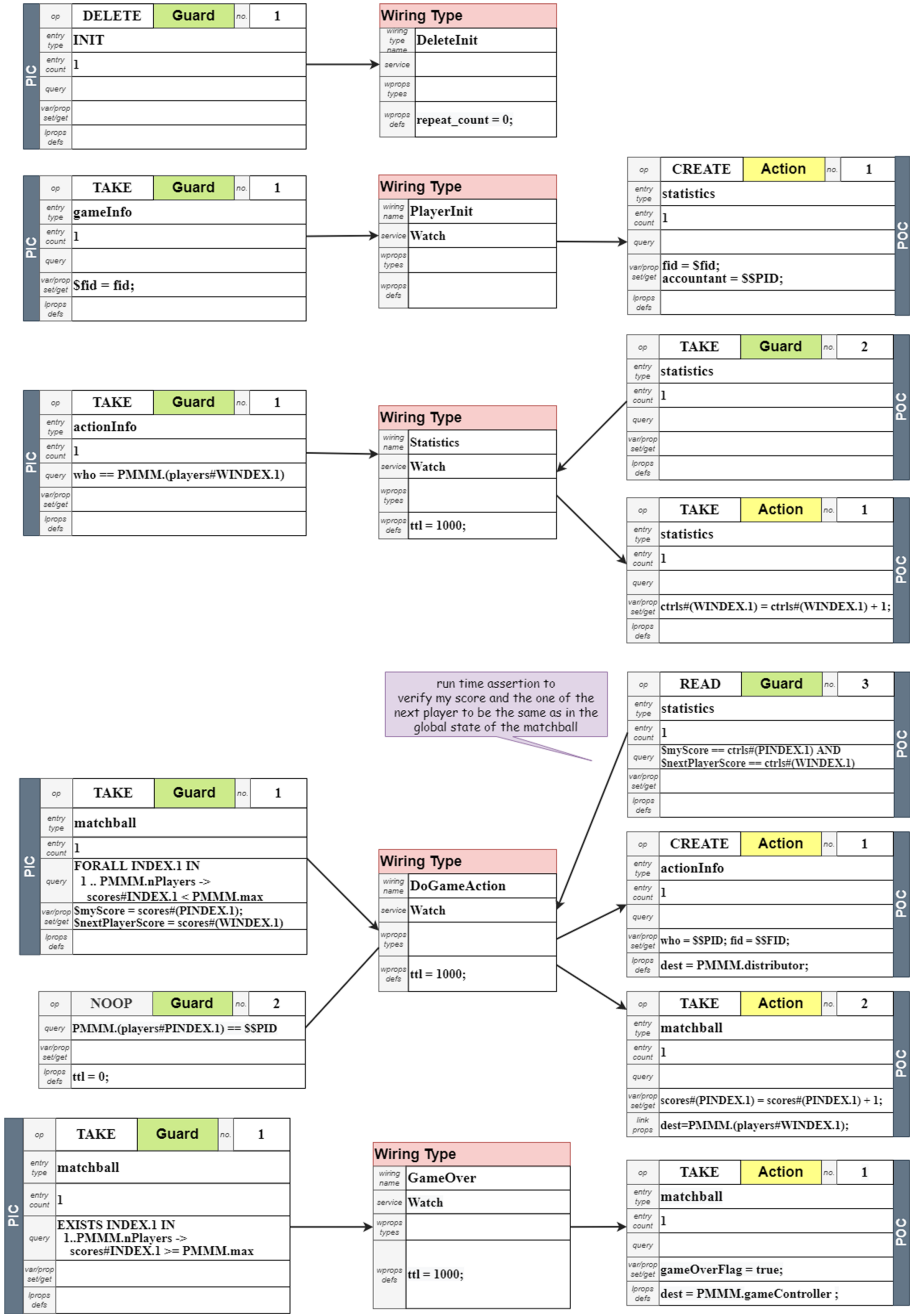 op DELETE Guard no. 1
entry type INIT
entry count 1
query
var/prop set/get
lprops defs
PIC
Wiring Type
wiring type name DeleteInit
service
wprops types
wprops defs repeat_count = 0;
op TAKE Guard no. 1
entry type gameInfo
entry count 1
query
var/prop set/get $fid = fid;
lprops defs
PIC
Wiring Type
wiring name PlayerInit
service Watch
wprops types
wprops defs
op CREATE Action no. 1
entry type statistics
entry count 1
query
var/prop set/get fid = $fid;
accountant = $$PID;
lprops defs
POC
op TAKE Guard no. 2
entry type statistics
entry count 1
query
var/prop set/get
lprops defs
POC
op TAKE Guard no. 1
entry type actionInfo
entry count 1
query who == PMMM.(players#WINDEX.1)
var/prop set/get
lprops defs
PIC
Wiring Type
wiring name Statistics
service Watch
wprops types
wprops defs ttl = 1000;
op TAKE Action no. 1
entry type statistics
entry count 1
query
var/prop set/get ctrls#(WINDEX.1) = ctrls#(WINDEX.1) + 1;
lprops defs
POC
run time assertion to
verify my score and the one of the
next player to be the same as in the
global state of the matchball
op READ Guard no. 3
entry type statistics
entry count 1
query $myScore == ctrls#(PINDEX.1) AND
$nextPlayerScore == ctrls#(WINDEX.1)
var/prop set/get
lprops defs
POC
op TAKE Guard no. 1
entry type matchball
entry count 1
query FORALL INDEX.1 IN
1 .. PMMM.nPlayers ->
scores#INDEX.1 < PMMM.max
var/prop set/get $myScore = scores#(PINDEX.1);
$nextPlayerScore = scores#(WINDEX.1)
lprops defs
PIC
Wiring Type
wiring name DoGameAction
service Watch
wprops types
wprops defs ttl = 1000;
op CREATE Action no. 1
entry type actionInfo
entry count 1
query
var/prop set/get who = $$PID; fid = $$FID;
lprops defs dest = PMMM.distributor;
POC
op NOOP Guard no. 2
query PMMM.(players#PINDEX.1) == $$PID
var/prop set/get
lprops defs ttl = 0;
op TAKE Action no. 2
entry type matchball
entry count 1
query
var/prop set/get scores#(PINDEX.1) = scores#(PINDEX.1) + 1;
link props dest=PMMM.(players#WINDEX.1);
POC
op TAKE Guard no. 1
entry type matchball
entry count 1
query EXISTS INDEX.1 IN
1..PMMM.nPlayers ->
scores#INDEX.1 >= PMMM.max
var/prop set/get
lprops defs
PIC
Wiring Type
wiring name GameOver
service Watch
wprops types
wprops defs ttl = 1000;
op TAKE Action no. 1
entry type matchball
entry count 1
query
var/prop set/get gameOverFlag = true;
lprops defs dest = PMMM.gameController ;
POC